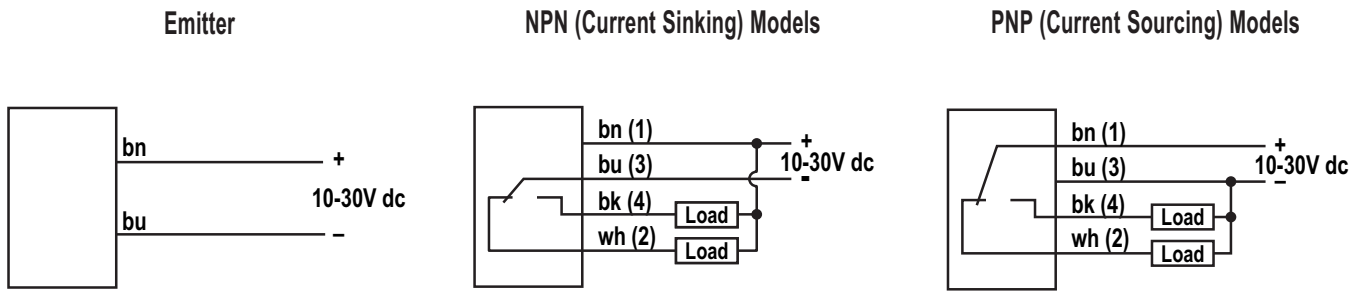 Emitter
bn
+
10-30V dc
bu
–
NPN (Current Sinking) Models
bn (1)
+
bu (3)
10-30V dc
-
bk (4)
Load
wh (2)
Load
PNP (Current Sourcing) Models
bn (1)
+
bu (3)
10-30V dc
–
bk (4)
Load
wh (2)
Load